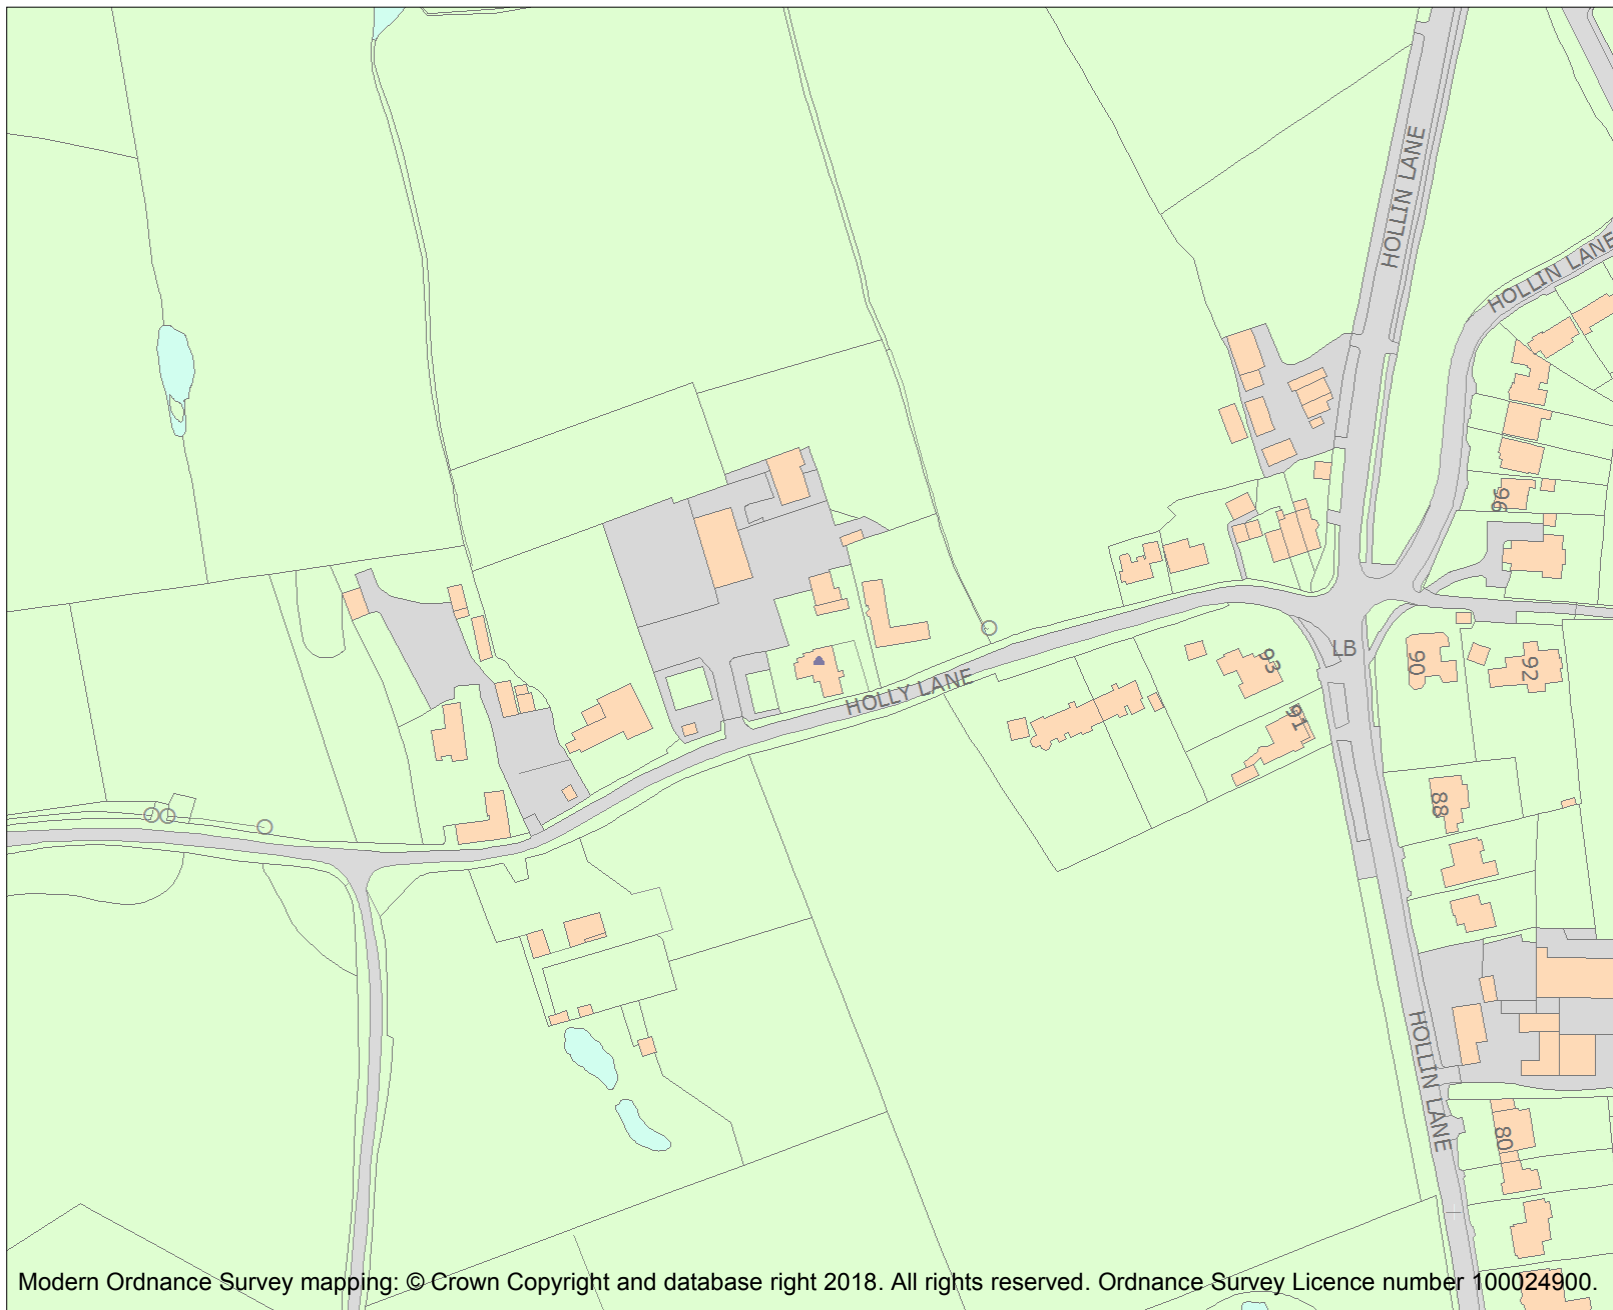 HOLLIN LANE
HOLLIN LANE
96
HOLLY LANE
93
LB
90
92
91
88
HOLLIN LANE
80
Modern Ordnance Survey mapping: © Crown Copyright and database right 2018. All rights reserved. Ordnance Survey Licence number 100024900.